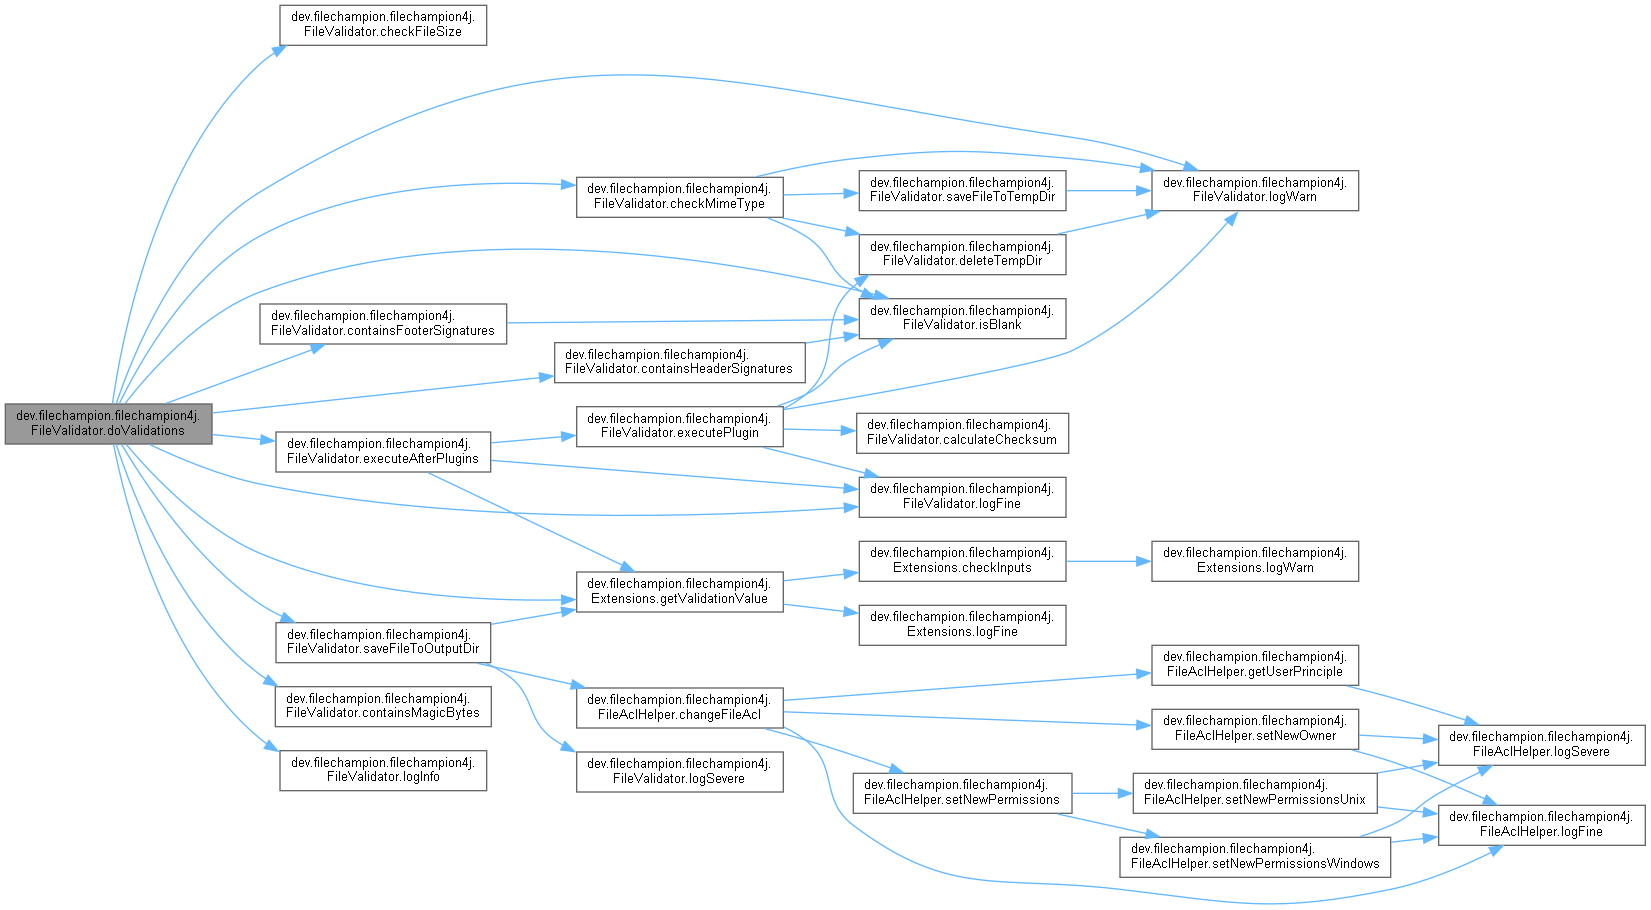 dev.filechampion.filechampion4j.
FileValidator.checkFileSize
dev.filechampion.filechampion4j.
FileValidator.checkMimeType
dev.filechampion.filechampion4j.
FileValidator.saveFileToTempDir
dev.filechampion.filechampion4j.
FileValidator.logWarn
dev.filechampion.filechampion4j.
FileValidator.deleteTempDir
dev.filechampion.filechampion4j.
FileValidator.containsFooterSignatures
dev.filechampion.filechampion4j.
FileValidator.isBlank
dev.filechampion.filechampion4j.
FileValidator.containsHeaderSignatures
dev.filechampion.filechampion4j.
FileValidator.doValidations
dev.filechampion.filechampion4j.
FileValidator.executePlugin
dev.filechampion.filechampion4j.
FileValidator.calculateChecksum
dev.filechampion.filechampion4j.
FileValidator.executeAfterPlugins
dev.filechampion.filechampion4j.
FileValidator.logFine
dev.filechampion.filechampion4j.
Extensions.checkInputs
dev.filechampion.filechampion4j.
Extensions.logWarn
dev.filechampion.filechampion4j.
Extensions.getValidationValue
dev.filechampion.filechampion4j.
Extensions.logFine
dev.filechampion.filechampion4j.
FileValidator.saveFileToOutputDir
dev.filechampion.filechampion4j.
FileAclHelper.getUserPrinciple
dev.filechampion.filechampion4j.
FileValidator.containsMagicBytes
dev.filechampion.filechampion4j.
FileAclHelper.changeFileAcl
dev.filechampion.filechampion4j.
FileAclHelper.setNewOwner
dev.filechampion.filechampion4j.
FileAclHelper.logSevere
dev.filechampion.filechampion4j.
FileValidator.logInfo
dev.filechampion.filechampion4j.
FileValidator.logSevere
dev.filechampion.filechampion4j.
FileAclHelper.setNewPermissions
dev.filechampion.filechampion4j.
FileAclHelper.setNewPermissionsUnix
dev.filechampion.filechampion4j.
FileAclHelper.logFine
dev.filechampion.filechampion4j.
FileAclHelper.setNewPermissionsWindows